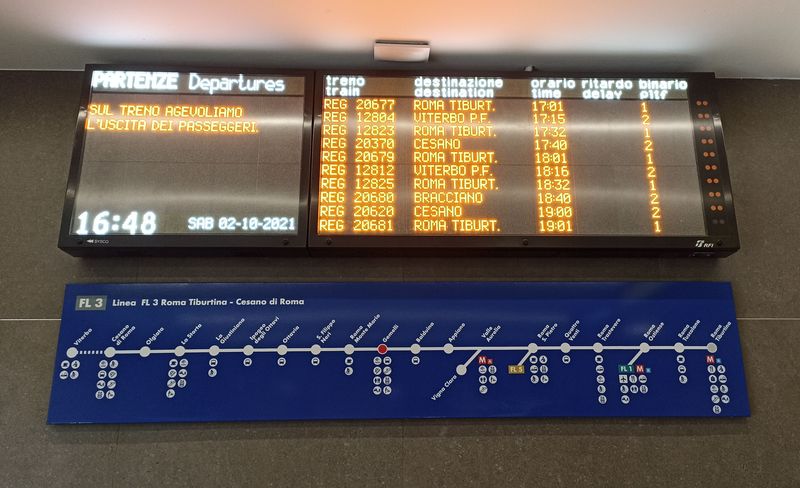 PARTENZE Departures
SUL TRENO AGEVOLIAMO
L'USCITA DEI PASSEGGERI.
16:48 SAB 02-10-2021
SYSCO
treno destinazione orario ritardo binario
train destination time delay pltf
REG 20677 ROMA TIBURT. 17:01 1
REG 12804 VITERBO P.F. 17:15 2
REG 12823 ROMA TIBURT. 17:32 1
REG 20370 CESANO 17:40 2
REG 20679 ROMA TIBURT. 18:01 1
REG 12812 VITERBO P.F. 18:16 2
REG 12825 ROMA TIBURT. 18:32 1
REG 20680 BRACCIANO 18:40 2
REG 20620 CESANO 19:00 2
REG 20681 ROMA TIBURT. 19:01 1
RFI
FL 3 Linea FL 3 Roma Tiburtina - Cesano di Roma
Viterbo
Cesano
di Roma
Olgiata
La Storta
La
Giustiniana
Ipogeo
degli Ottavi
Ottavia
S. Filippo
Neri
Roma
Monte Mario
Gemelli
Balduina
Appiano
Vigna Clara
Valle
Aurelia
M A
FL 5
Roma
S. Pietro
Quattro
Venti
Roma
Trastevere
FL 1 M B
Roma
Ostiense
Roma
Tuscolana
Roma
Tiburtina
M B